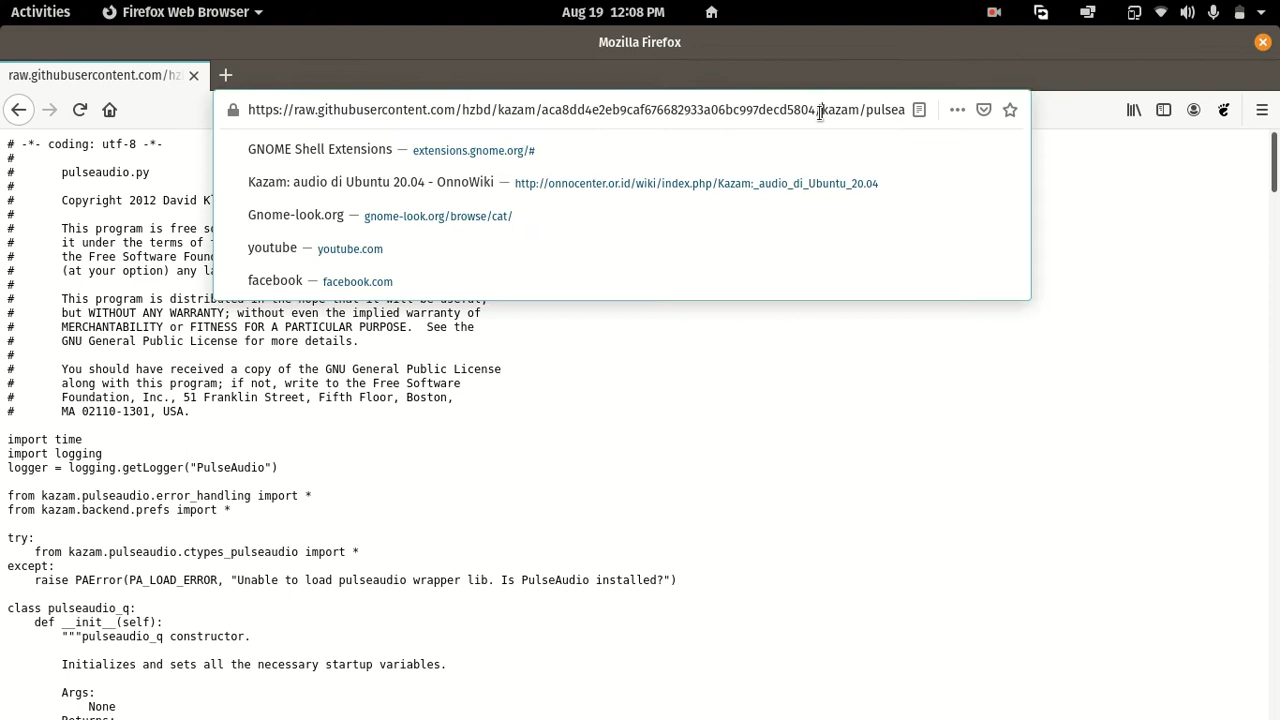 Activities Firefox Web Browser Aug 19 12:08 PM
Mozilla Firefox
raw.githubusercontent.com/hz
https://raw.githubusercontent.com/hzbd/kazam/aca8dd4e2eb9caf676682933a06bc997decd5804/kazam/pulsea
GNOME Shell Extensions — extensions.gnome.org/#
Kazam: audio di Ubuntu 20.04 - OnnoWiki — http://onnocenter.or.id/wiki/index.php/Kazam:_audio_di_Ubuntu_20.04
Gnome-look.org — gnome-look.org/browse/cat/
youtube — youtube.com
facebook — facebook.com
# -*- coding: utf-8 -*-
#
# pulseaudio.py
#
# Copyright 2012 David
#
# This program is free
# it under the terms of
# the Free Software
# (at your option) any
#
# This program is distributed in the hope that it will be useful,
# but WITHOUT ANY WARRANTY; without even the implied warranty of
# MERCHANTABILITY or FITNESS FOR A PARTICULAR PURPOSE. See the
# GNU General Public License for more details.
#
# You should have received a copy of the GNU General Public License
# along with this program; if not, write to the Free Software
# Foundation, Inc., 51 Franklin Street, Fifth Floor, Boston,
# MA 02110-1301, USA.
import time
import logging
logger = logging.getLogger("PulseAudio")
from kazam.pulseaudio.error_handling import *
from kazam.backend.prefs import *
try:
from kazam.pulseaudio.ctypes_pulseaudio import *
except:
raise PAError(PA_LOAD_ERROR, "Unable to load pulseaudio wrapper lib. Is PulseAudio installed?")
class pulseaudio_q:
def __init__(self):
"""pulseaudio_q constructor.
Initializes and sets all the necessary startup variables.
Args:
None
Returns: